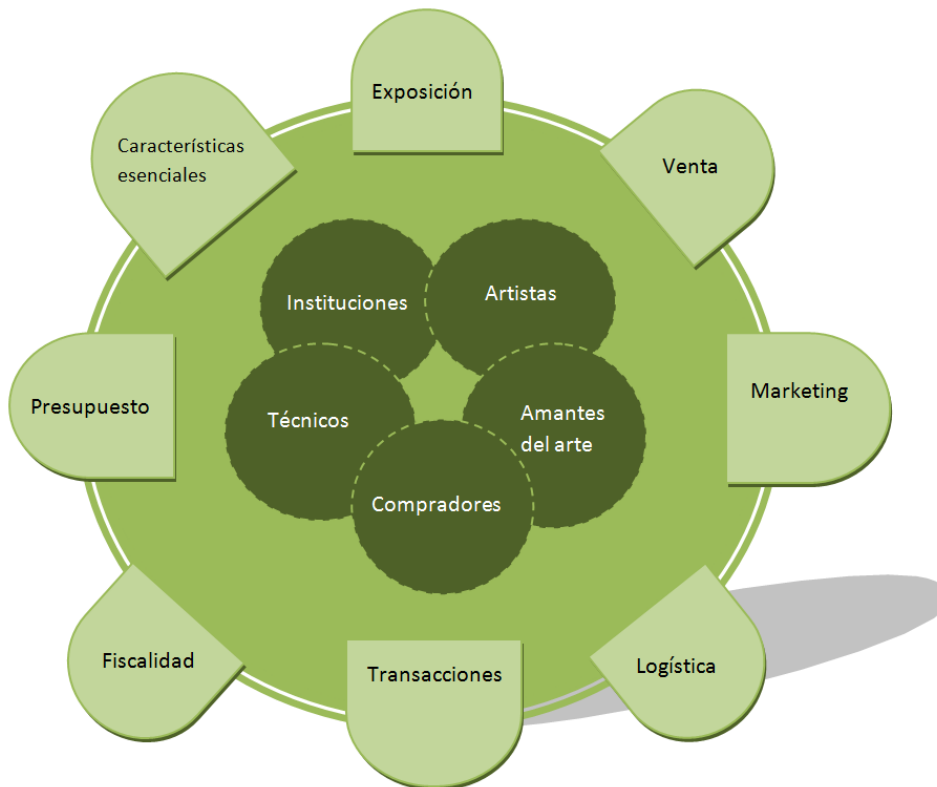 Exposición
Características
esenciales
Venta
Instituciones
Artistas
Presupuesto
Técnicos
Amantes
del arte
Marketing
Compradores
Fiscalidad
Transacciones
Logística